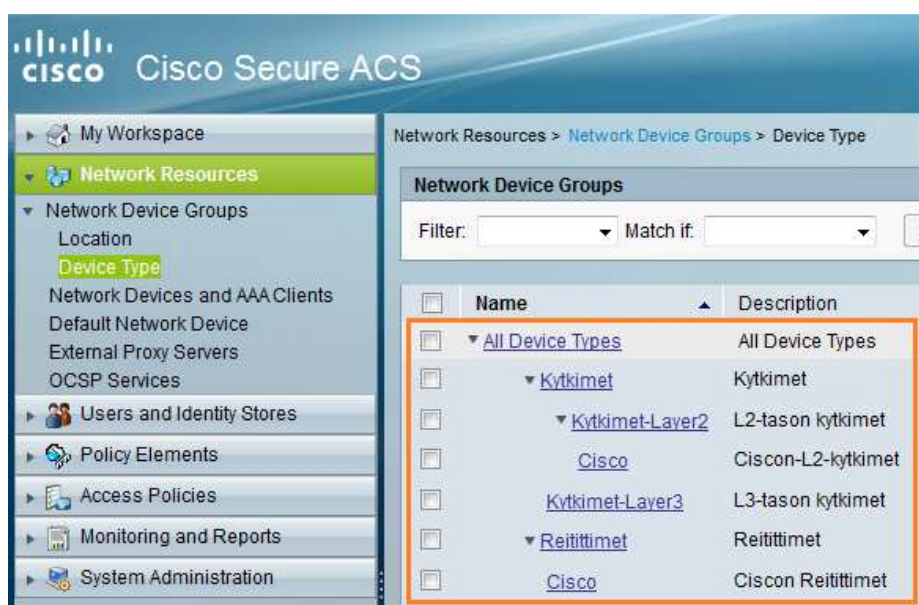 CISCO Cisco Secure ACS
My Workspace
Network Resources
Network Device Groups
Location
Device Type
Network Devices and AAA Clients
Default Network Device
External Proxy Servers
OCSP Services
Users and Identity Stores
Policy Elements
Access Policies
Monitoring and Reports
System Administration
Network Resources > Network Device Groups > Device Type
Network Device Groups
Filter: Match if:
Name Description
All Device Types All Device Types
Kytkimet Kytkimet
Kytkimet-Layer2 L2-tason kytkimet
Cisco Ciscon-L2-kytkimet
Kytkimet-Layer3 L3-tason kytkimet
Reitittimet Reitittimet
Cisco Ciscon Reitittimet